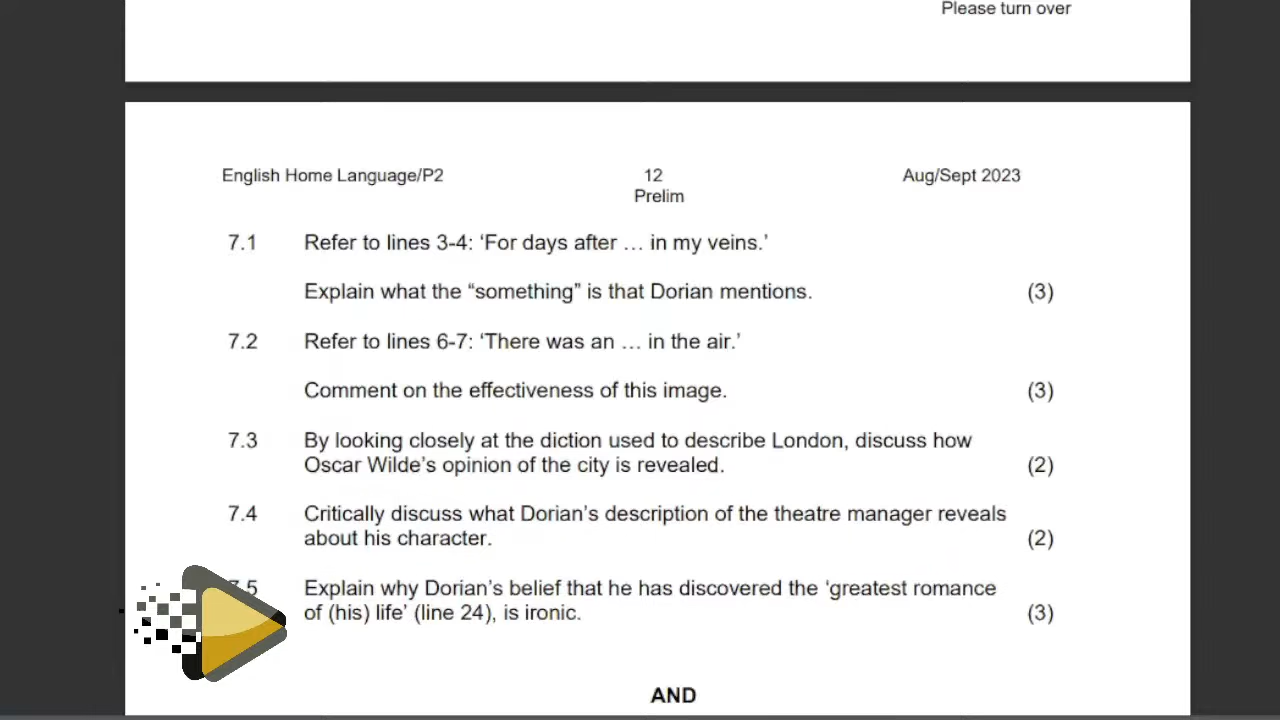 Please turn over
English Home Language/P2 12 Aug/Sept 2023
Prelim
7.1 Refer to lines 3-4: ‘For days after … in my veins.’
Explain what the “something” is that Dorian mentions. (3)
7.2 Refer to lines 6-7: ‘There was an … in the air.’
Comment on the effectiveness of this image. (3)
7.3 By looking closely at the diction used to describe London, discuss how
Oscar Wilde’s opinion of the city is revealed. (2)
7.4 Critically discuss what Dorian’s description of the theatre manager reveals
about his character. (2)
7.5 Explain why Dorian’s belief that he has discovered the ‘greatest romance
of (his) life’ (line 24), is ironic. (3)
AND